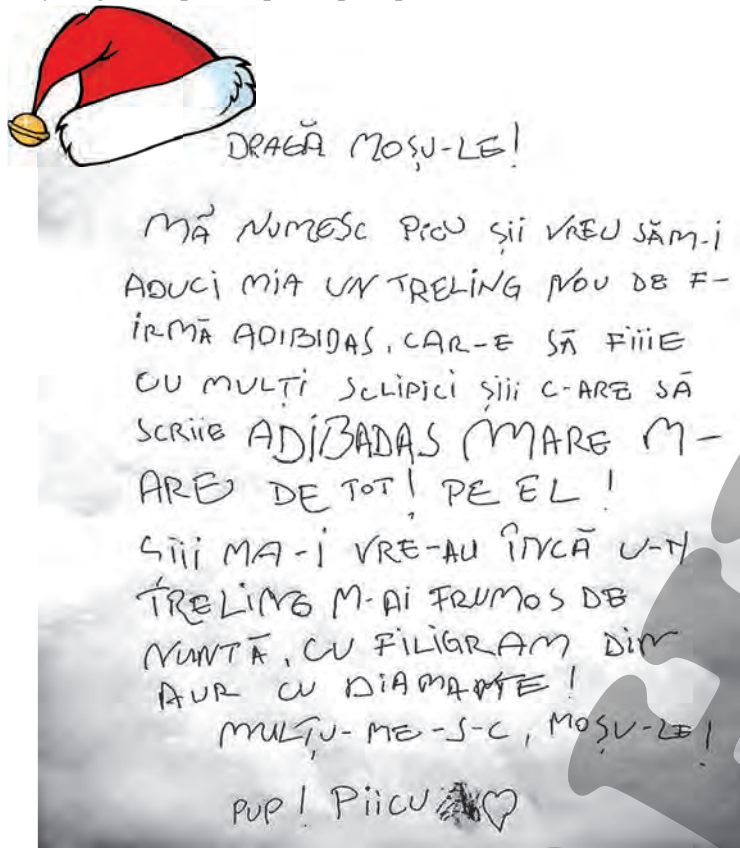 DRAGĂ MOȘU-LE!
MĂ NUMESC PICU ȘII VREU SĂM-I
ADUCI MIA UN TRELING NOU DE F-
IRMĂ ADIBIDAS, CAR-E SĂ FIIIE
CU MULȚI SCLIPICI ȘIII C-ARE SĂ
SCRIIE ADIBADAS MARE M-
ARE DE TOT! PE EL!
ȘIII MA-I VRE-AU ÎNCĂ U-N
TRELING M-AI FRUMOS DE
NUNTĂ, CU FILIGRAM DIN
AUR CU DIAMANTE!
MULȚU-ME-S-C, MOȘU-LE!
PUP! PIICU ♡